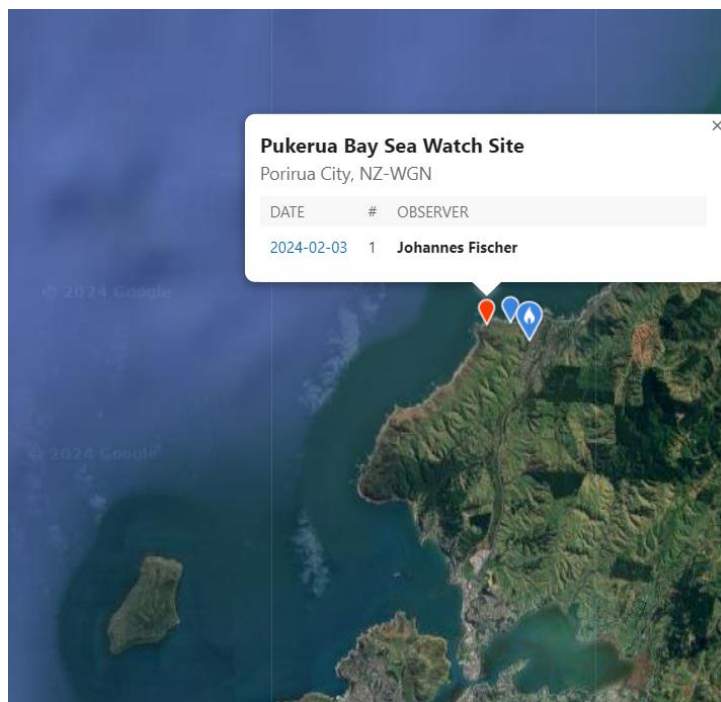 Pukerua Bay Sea Watch Site
Porirua City, NZ-WGN
DATE # OBSERVER
2024-02-03 1 Johannes Fischer
© 2024 Google
© 2024 Google